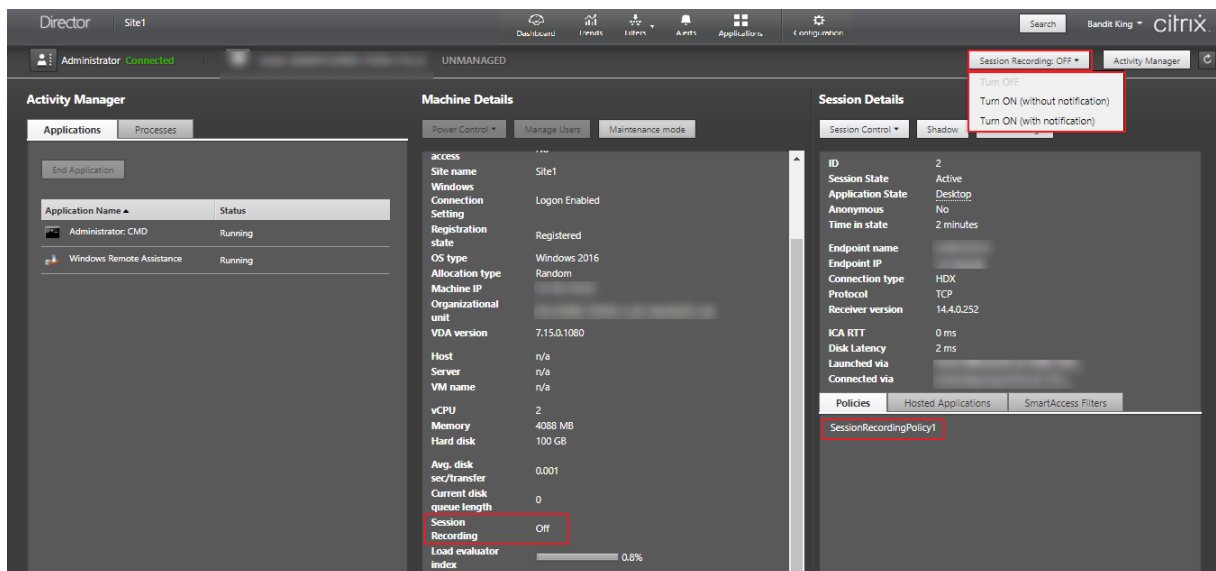 Director Site1 Dashboard Trends Filters Alerts Applications Configuration Search Bandit King citrix
Administrator Connected UNMANAGED Session Recording: OFF Activity Manager
Turn OFF
Turn ON (without notification)
Turn ON (with notification)
Activity Manager
Applications Processes
End Application
Application Name Status
Administrator: CMD Running
Windows Remote Assistance Running
Machine Details
Power Control Manage Users Maintenance mode
access No
Site name Site1
Windows
Connection Logon Enabled
Setting
Registration
state Registered
OS type Windows 2016
Allocation type Random
Machine IP
Organizational
unit
VDA version 7.15.0.1080
Host n/a
Server n/a
VM name n/a
vCPU 2
Memory 4088 MB
Hard disk 100 GB
Avg. disk
sec/transfer 0.001
Current disk
queue length 0
Session
Recording Off
Load evaluator
index 0.8%
Session Details
Session Control Shadow
ID 2
Session State Active
Application State Desktop
Anonymous No
Time in state 2 minutes
Endpoint name
Endpoint IP
Connection type HDX
Protocol TCP
Receiver version 14.4.0.252
ICA RTT 0 ms
Disk Latency 2 ms
Launched via
Connected via
Policies Hosted Applications SmartAccess Filters
SessionRecordingPolicy1